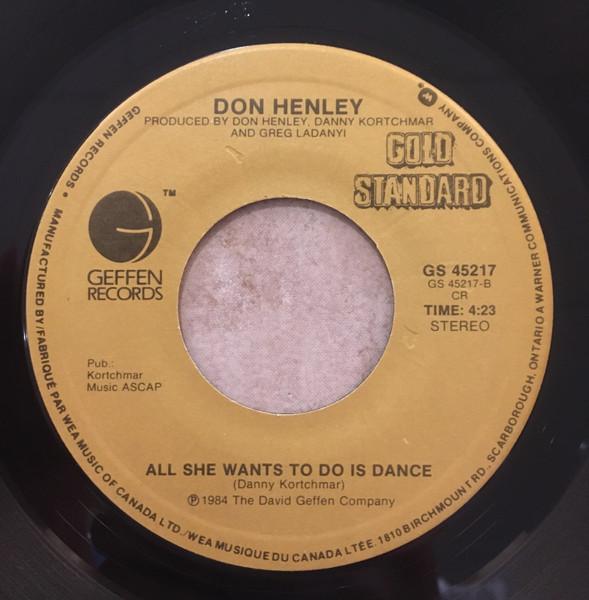 DON HENLEY
PRODUCED BY DON HENLEY, DANNY KORTCHMAR
AND GREG LADANYI
GOLD
STANDARD
TM
GEFFEN
RECORDS
GS 45217
GS 45217-B
CR
TIME: 4:23
STEREO
Pub.:
Kortchmar
Music ASCAP
ALL SHE WANTS TO DO IS DANCE
(Danny Kortchmar)
℗ 1984 The David Geffen Company
GEFFEN RECORDS • MANUFACTURED BY/FABRIQUÉ PAR WEA MUSIC OF CANADA LTD./WEA MUSIQUE DU CANADA LTÉE. 1810 BIRCHMOUNT RD., SCARBOROUGH, ONTARIO A WARNER COMMUNICATIONS COMPANY